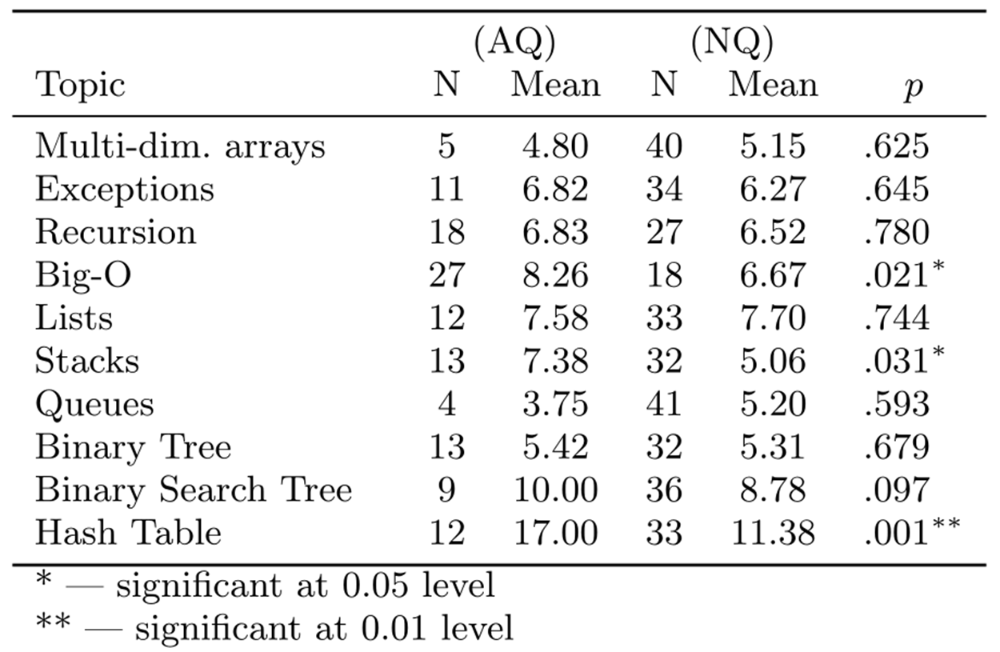 (AQ) (NQ)
Topic N Mean N Mean p
Multi-dim. arrays 5 4.80 40 5.15 .625
Exceptions 11 6.82 34 6.27 .645
Recursion 18 6.83 27 6.52 .780
Big-O 27 8.26 18 6.67 .021*
Lists 12 7.58 33 7.70 .744
Stacks 13 7.38 32 5.06 .031*
Queues 4 3.75 41 5.20 .593
Binary Tree 13 5.42 32 5.31 .679
Binary Search Tree 9 10.00 36 8.78 .097
Hash Table 12 17.00 33 11.38 .001**
* — significant at 0.05 level
** — significant at 0.01 level